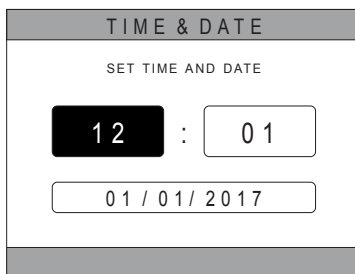 TIME & DATE
SET TIME AND DATE
12 : 01
01/01/2017